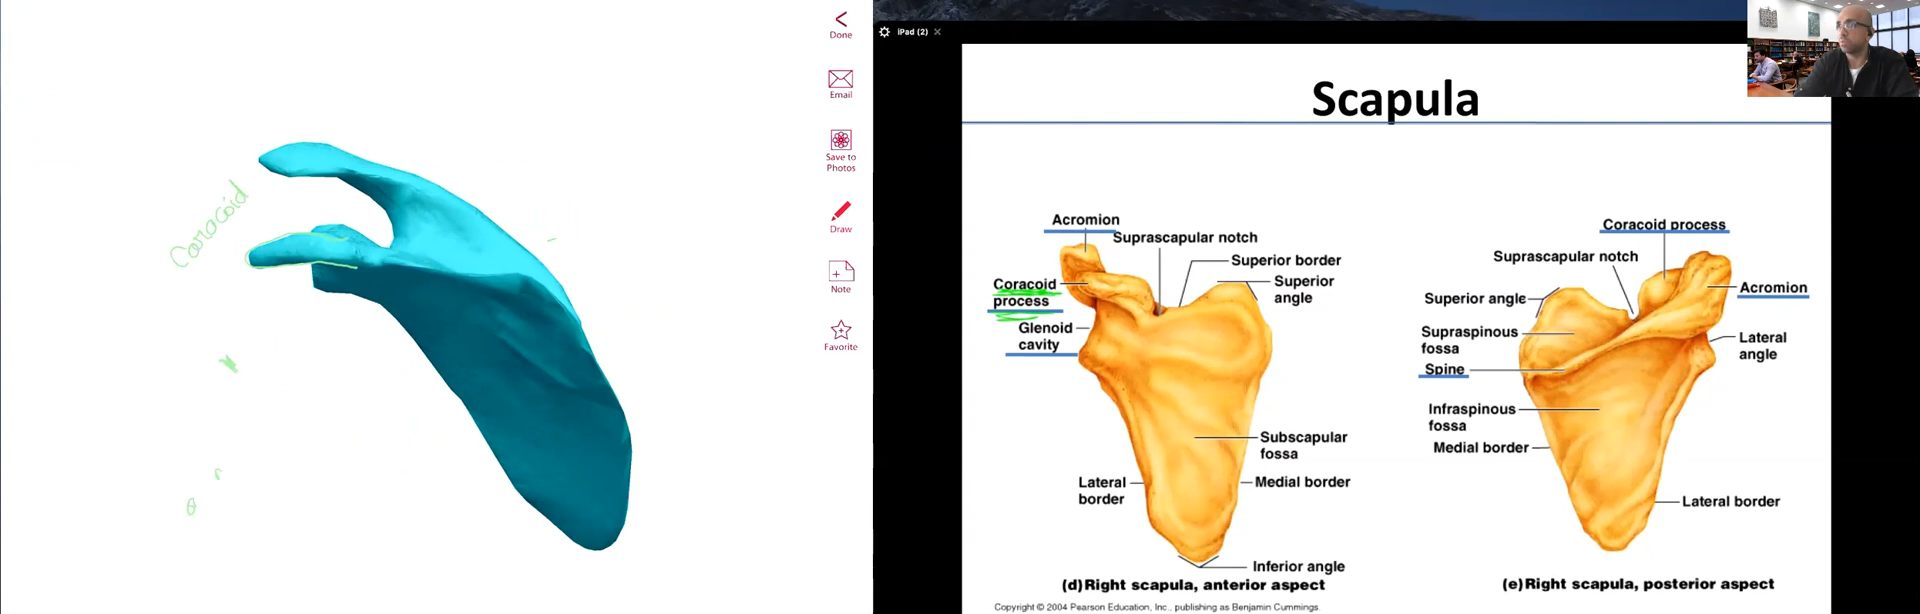 Coracoid
Done
Email
Save to
Photos
Draw
Note
Favorite
iPad (2)
Scapula
Acromion
Suprascapular notch
Superior border
Coracoid
process
Superior
angle
Glenoid
cavity
Subscapular
fossa
Lateral
border
Medial border
Inferior angle
(d)Right scapula, anterior aspect
Coracoid process
Suprascapular notch
Superior angle
Acromion
Supraspinous
fossa
Lateral
angle
Spine
Infraspinous
fossa
Medial border
Lateral border
(e)Right scapula, posterior aspect
Copyright © 2004 Pearson Education, Inc., publishing as Benjamin Cummings.